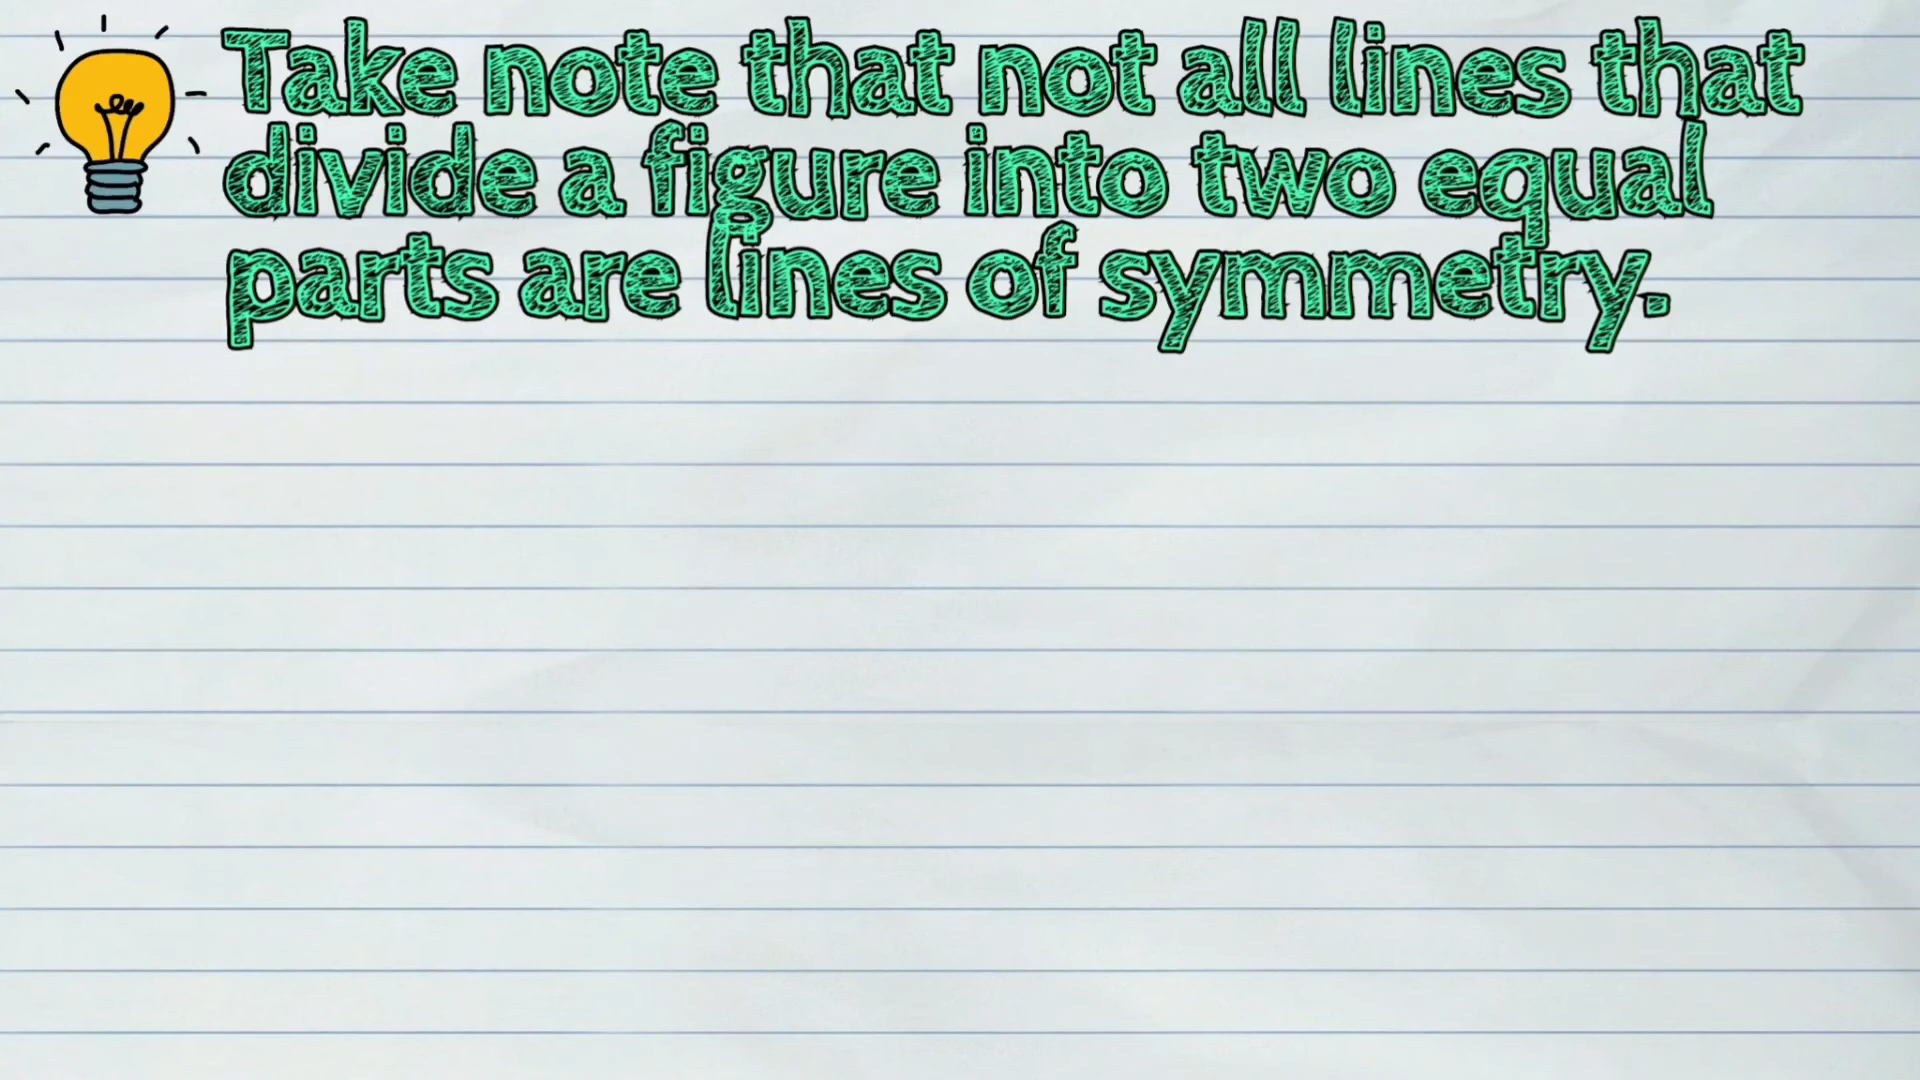 Take note that not all lines that
divide a figure into two equal
parts are lines of symmetry.